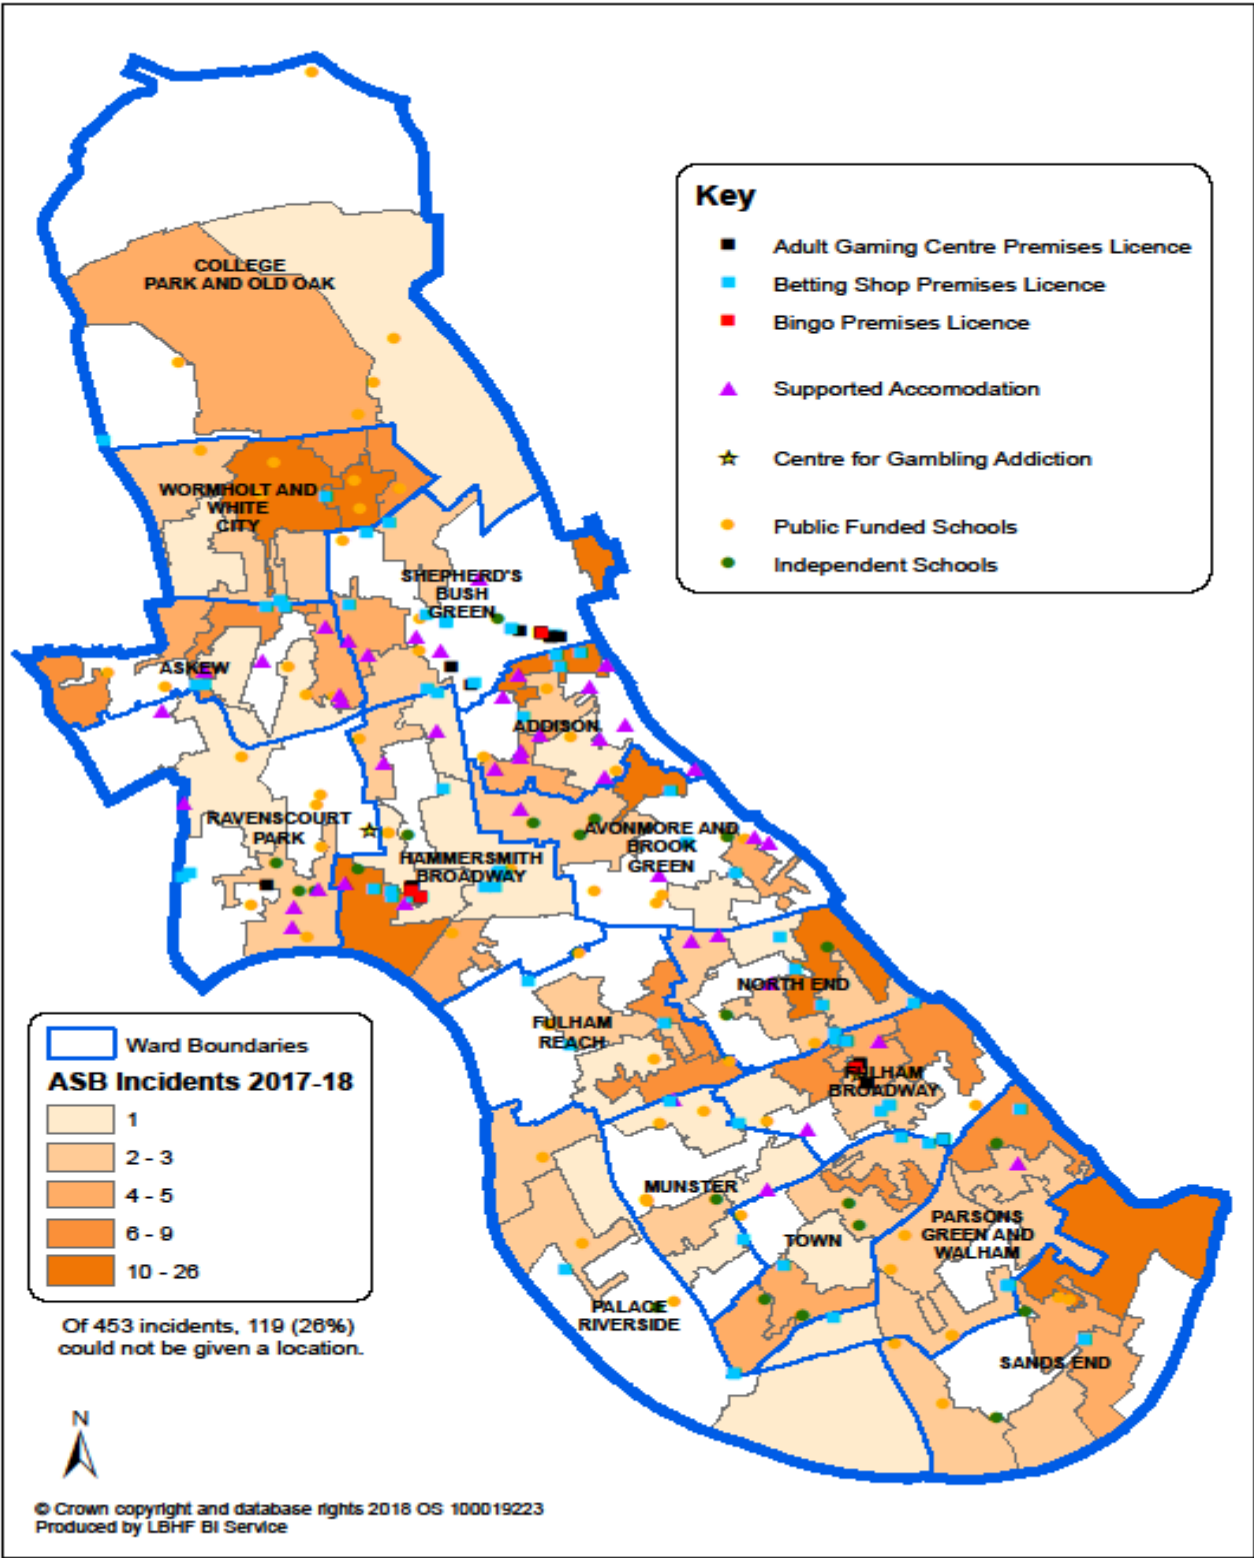 Key
Adult Gaming Centre Premises Licence
Betting Shop Premises Licence
Bingo Premises Licence
Supported Accomodation
Centre for Gambling Addiction
Public Funded Schools
Independent Schools
COLLEGE
PARK AND OLD OAK
WORMHOLT AND
WHITE
CITY
SHEPHERD'S
BUSH
GREEN
ASKEW
ADDISON
RAVENSCOURT
PARK
AVONMORE AND
BROOK
GREEN
HAMMERSMITH
BROADWAY
NORTH END
FULHAM
REACH
FULHAM
BROADWAY
MUNSTER
TOWN
PARSONS
GREEN AND
WALHAM
PALACE
RIVERSIDE
SANDS END
Ward Boundaries
ASB Incidents 2017-18
1
2 - 3
4 - 5
6 - 9
10 - 26
Of 453 incidents, 119 (26%)
could not be given a location.
N
© Crown copyright and database rights 2018 OS 100019223
Produced by LBHF BI Service